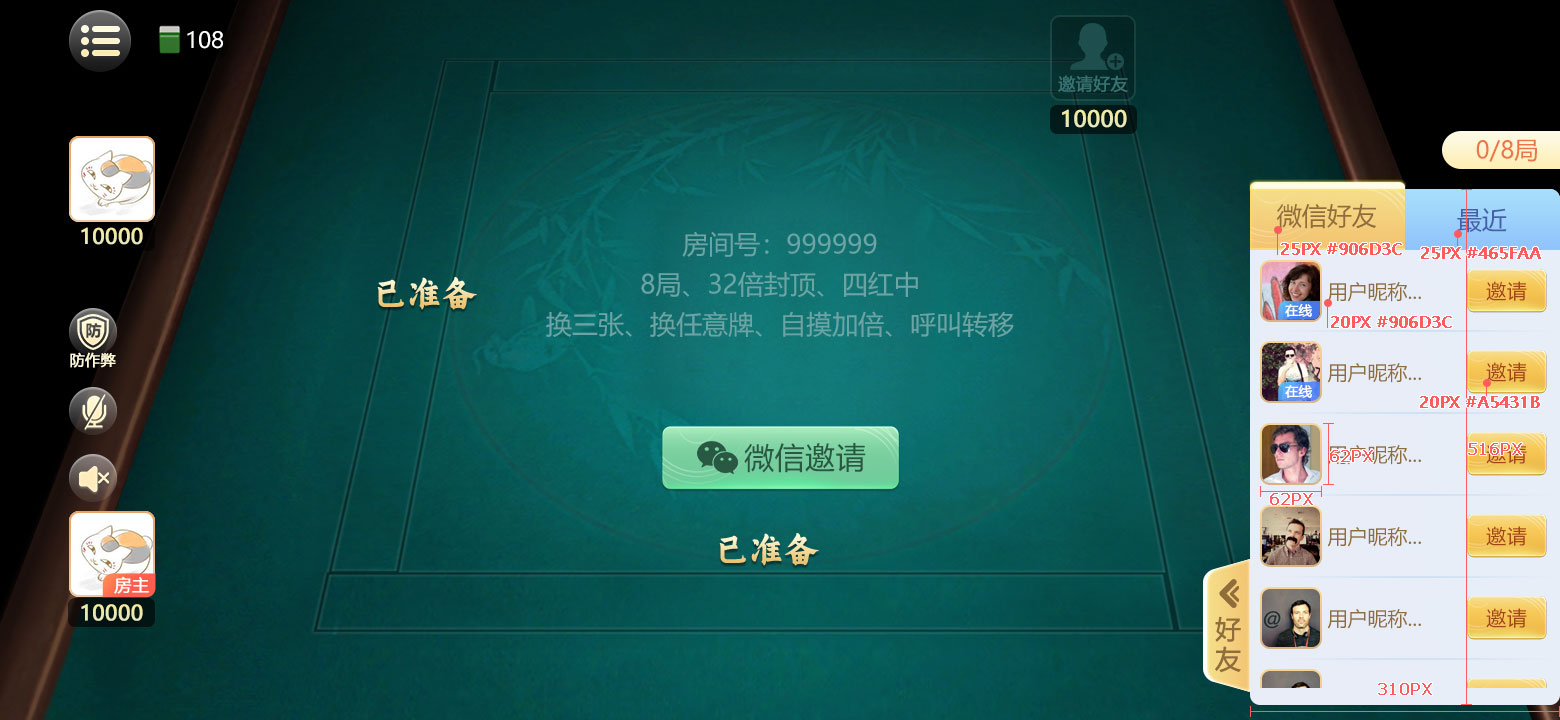 108
邀请好友
10000
0/8局
10000
微信好友
最近
25PX #906D3C
25PX #465FAA
房间号：999999
8局、32倍封顶、四红中
换三张、换任意牌、自摸加倍、呼叫转移
已准备
防
防作弊
用户昵称...
邀请
在线
20PX #906D3C
用户昵称...
邀请
在线
20PX #A5431B
微信邀请
用户昵称...
邀请
62PX
516PX
62PX
用户昵称...
邀请
已准备
房主
10000
好友
@
用户昵称...
邀请
310PX